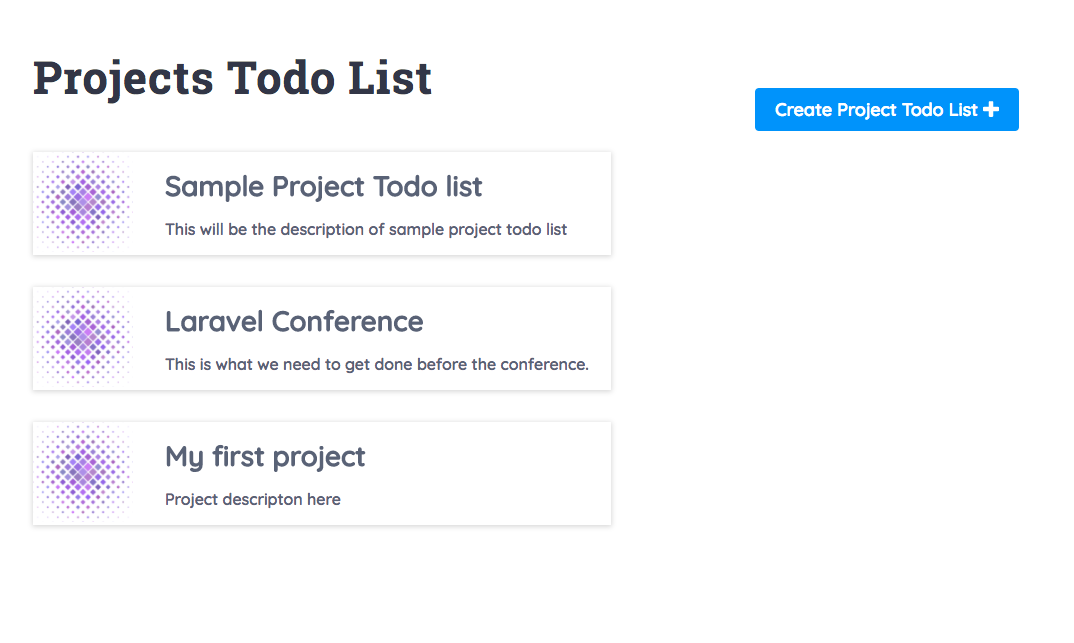 Projects Todo List
Create Project Todo List
Sample Project Todo list
This will be the description of sample project todo list
Laravel Conference
This is what we need to get done before the conference.
My first project
Project descripton here